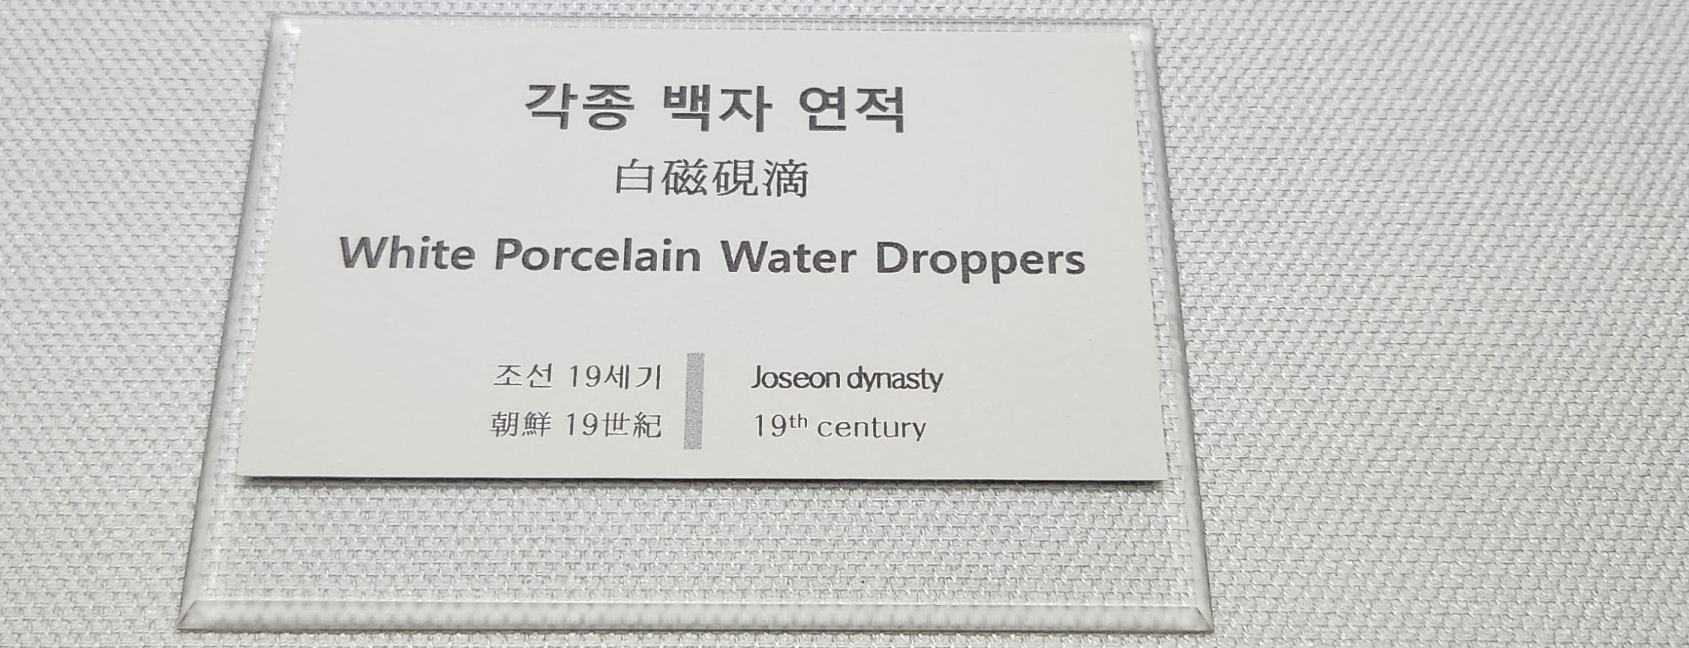 각종 백자 연적
白磁硯滴
White Porcelain Water Droppers
조선 19세기
朝鮮 19世紀
Joseon dynasty
19th century